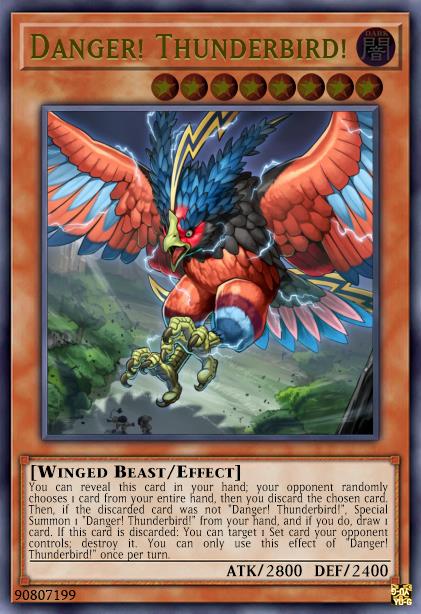 Danger! Thunderbird!
DARK
闇
[Winged Beast/Effect]
You can reveal this card in your hand; your opponent randomly
chooses 1 card from your entire hand, then you discard the chosen card.
Then, if the discarded card was not "Danger! Thunderbird!", Special
Summon 1 "Danger! Thunderbird!" from your hand, and if you do, draw 1
card. If this card is discarded: You can target 1 Set card your opponent
controls; destroy it. You can only use this effect of "Danger!
Thunderbird!" once per turn.
ATK/2800 DEF/2400
90807199